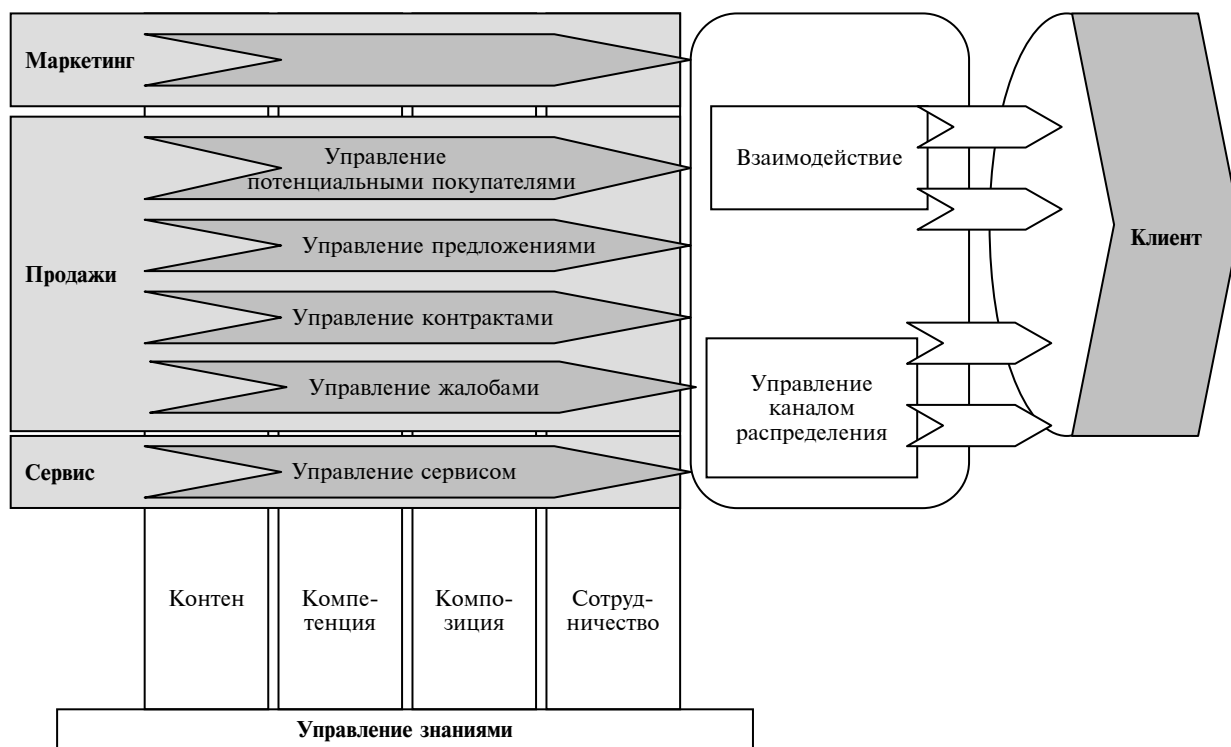 Маркетинг
Управление
потенциальными покупателями
Взаимодействие
Управление предложениями
Клиент
Продажи
Управление контрактами
Управление жалобами
Управление
каналом
распределения
Сервис
Управление сервисом
Контен
Компе-
тенция
Компо-
зиция
Сотруд-
ничество
Управление знаниями